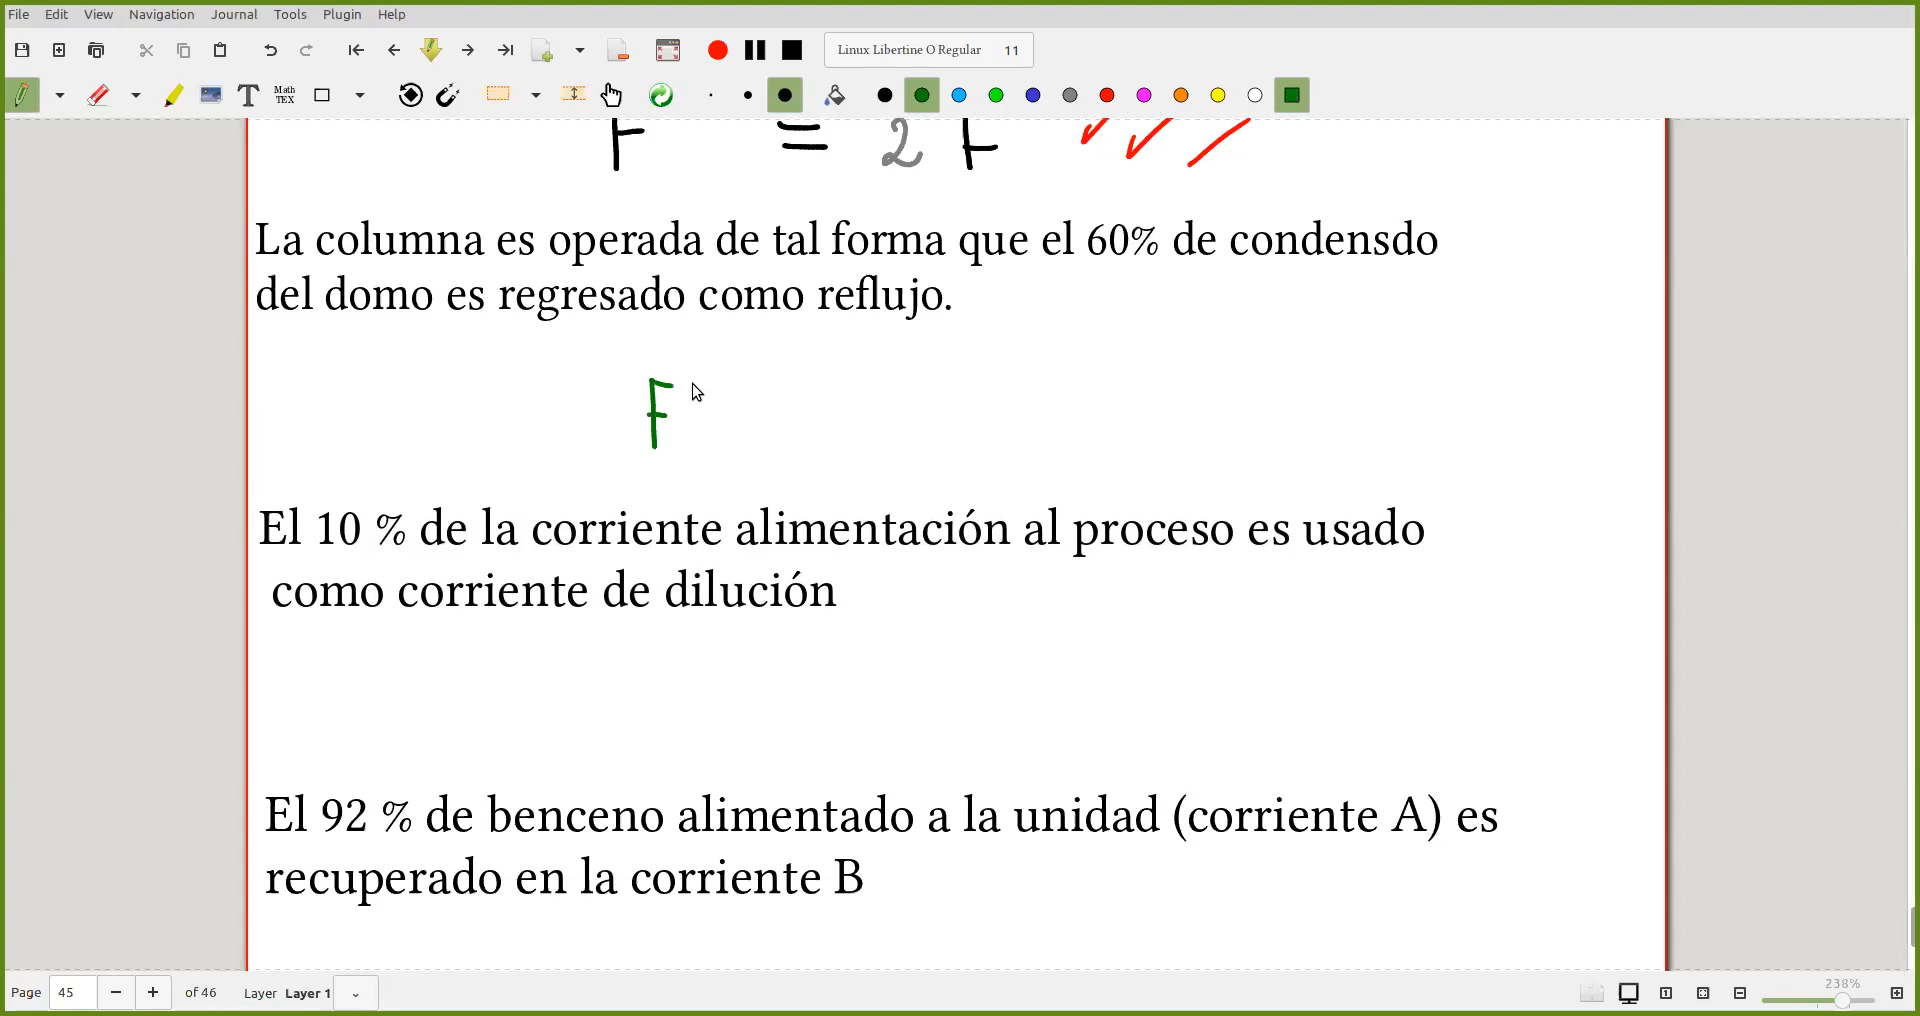 File Edit View Navigation Journal Tools Plugin Help
Linux Libertine O Regular 11
T Math TEX
F = 2 F
La columna es operada de tal forma que el 60% de condensdo
del domo es regresado como reflujo.
F
El 10 % de la corriente alimentación al proceso es usado
como corriente de dilución
El 92 % de benceno alimentado a la unidad (corriente A) es
recuperado en la corriente B
Page 45 of 46 Layer Layer 1 238%